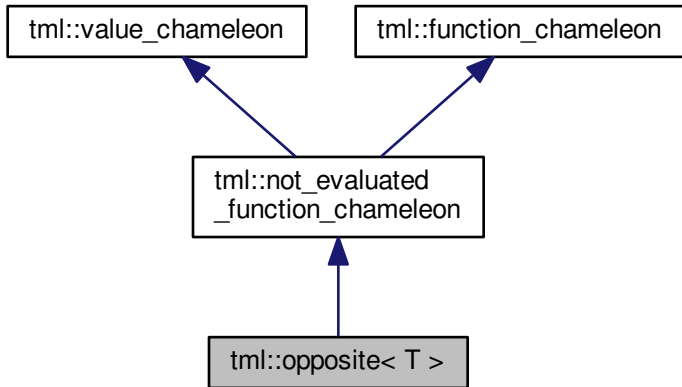 tml::value_chameleon
tml::function_chameleon
tml::not_evaluated
_function_chameleon
tml::opposite< T >